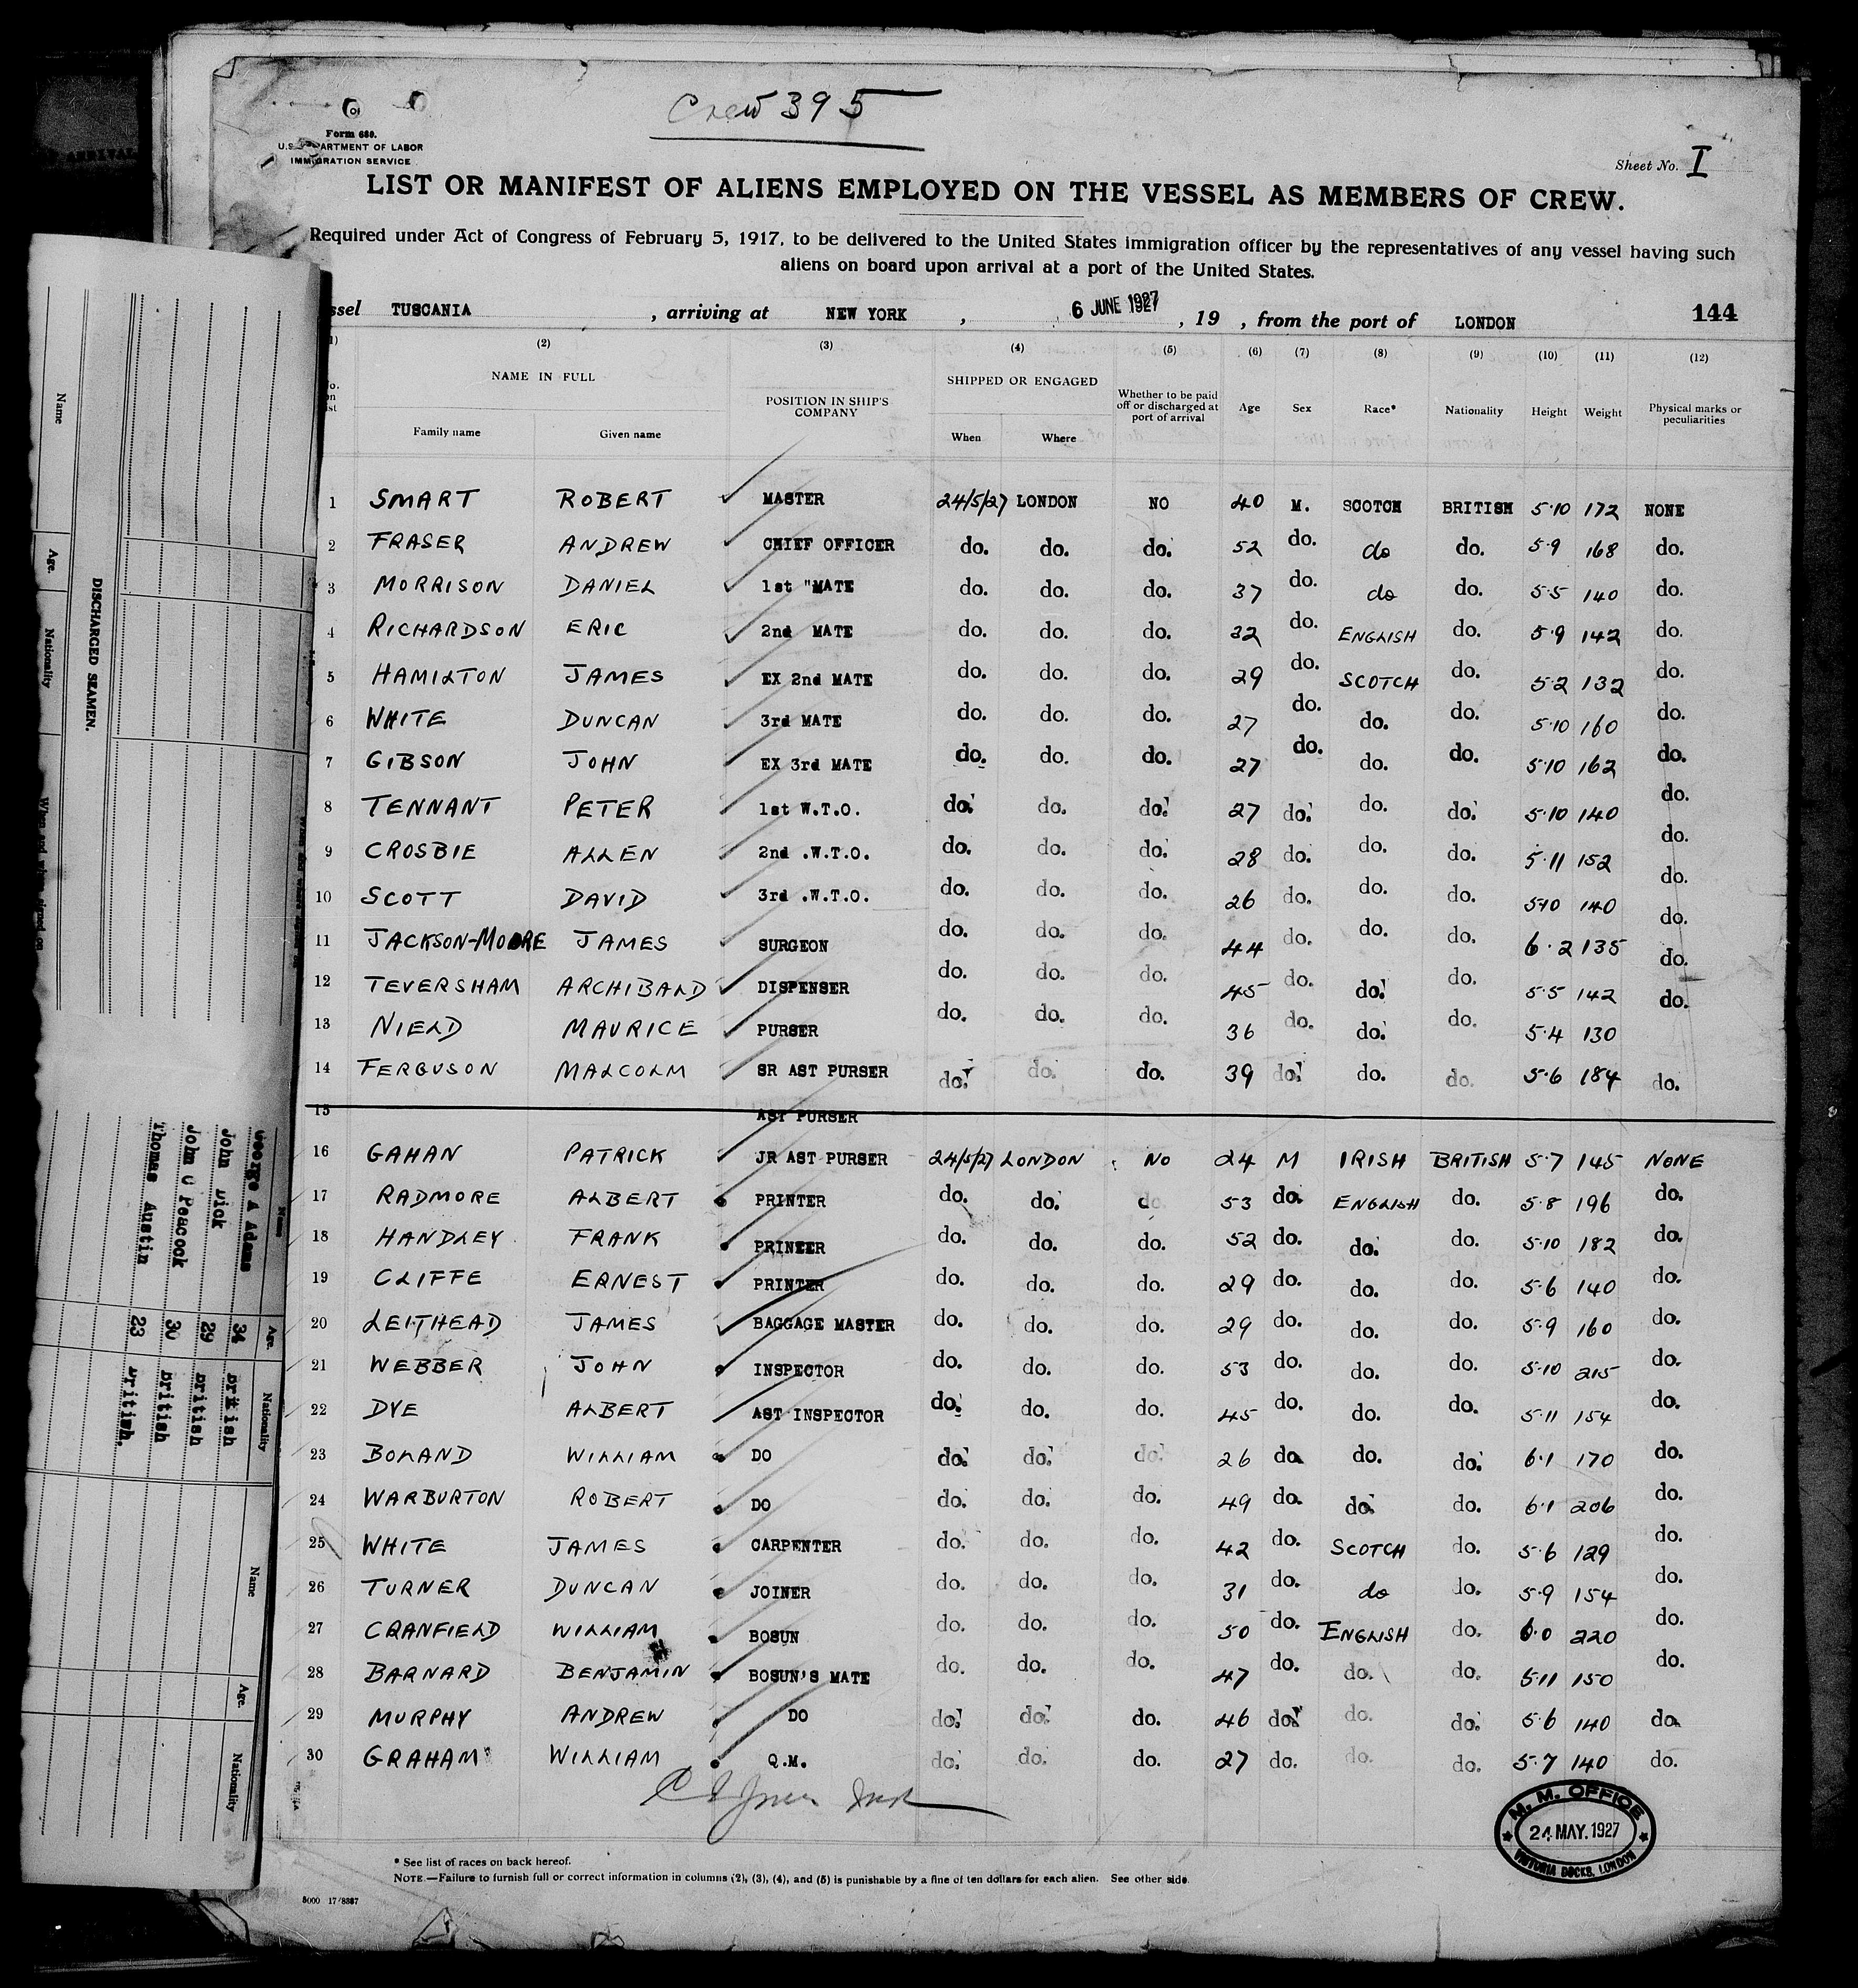 Crew 395
Form 680.
U.S. DEPARTMENT OF LABOR
IMMIGRATION SERVICE
Sheet No. I
LIST OR MANIFEST OF ALIENS EMPLOYED ON THE VESSEL AS MEMBERS OF CREW.
Required under Act of Congress of February 5, 1917, to be delivered to the United States immigration officer by the representatives of any vessel having such
aliens on board upon arrival at a port of the United States.
ssel TUSCANIA , arriving at NEW YORK , 6 JUNE 1927 , 19 , from the port of LONDON 144
(2) (3) (4) (5) (6) (7) (8) (9) (10) (11) (12)
NAME IN FULL POSITION IN SHIP'S COMPANY SHIPPED OR ENGAGED Whether to be paid off or discharged at port of arrival Age Sex Race* Nationality Height Weight Physical marks or peculiarities
Family name Given name When Where
1 SMART ROBERT MASTER 24/5/27 LONDON NO 40 M. SCOTCH BRITISH 5·10 172 NONE
2 FRASER ANDREW CHIEF OFFICER do. do. do. 52 do. do do. 5·9 168 do.
3 MORRISON DANIEL 1st "MATE do. do. do. 37 do. do do. 5·5 140 do.
4 RICHARDSON ERIC 2nd MATE do. do. do. 32 do. ENGLISH do. 5·9 142 do.
5 HAMILTON JAMES EX 2nd MATE do. do. do. 29 do. SCOTCH do. 5·2 132 do.
6 WHITE DUNCAN 3rd MATE do. do. do. 27 do. do. do. 5·10 160 do.
7 GIBSON JOHN EX 3rd MATE do. do. do. 27 do. do. do. 5·10 162 do.
8 TENNANT PETER 1st W.T.O. do. do. do. 27 do. do. do. 5·10 140 do.
9 CROSBIE ALLEN 2nd .W.T.O. do. do. do. 28 do. do. do. 5·11 152 do.
10 SCOTT DAVID 3rd .W.T.O. do. do. do. 26 do. do. do. 5·10 140 do.
11 JACKSON-MOORE JAMES SURGEON do. do. do. 44 do. do. do. 6·2 135 do.
12 TEVERSHAM ARCHIBALD DISPENSER do. do. do. 45 do. do. do. 5·5 142 do.
13 NIELD MAURICE PURSER do. do. do. 36 do. do. do. 5·4 130 do.
14 FERGUSON MALCOLM SR AST PURSER do. do. do. 39 do. do. do. 5·6 184 do.
15 AST PURSER
16 GAHAN PATRICK JR AST PURSER 24/5/27 LONDON NO 24 M IRISH BRITISH 5·7 145 NONE
17 RADMORE ALBERT PRINTER do. do. do. 53 do. ENGLISH do. 5·8 196 do.
18 HANDLEY FRANK PRINTER do. do. do. 52 do. do. do. 5·10 182 do.
19 CLIFFE ERNEST PRINTER do. do. do. 29 do. do. do. 5·6 140 do.
20 LEITHEAD JAMES BAGGAGE MASTER do. do. do. 29 do. do. do. 5·9 160 do.
21 WEBBER JOHN INSPECTOR do. do. do. 53 do. do. do. 5·10 215 do.
22 DYE ALBERT AST INSPECTOR do. do. do. 45 do. do. do. 5·11 154 do.
23 BOLAND WILLIAM DO do. do. do. 26 do. do. do. 6·1 170 do.
24 WARBURTON ROBERT DO do. do. do. 49 do. do. do. 6·1 206 do.
25 WHITE JAMES CARPENTER do. do. do. 42 do. SCOTCH do. 5·6 129 do.
26 TURNER DUNCAN JOINER do. do. do. 31 do. do do. 5·9 154 do.
27 CRANFIELD WILLIAM BOSUN do. do. do. 50 do. ENGLISH do. 6·0 220 do.
28 BARNARD BENJAMIN BOSUN'S MATE do. do. do. 47 do. do. do. 5·11 150 do.
29 MURPHY ANDREW DO do. do. do. 46 do. do. do. 5·6 140 do.
30 GRAHAM WILLIAM Q.M. do. do. do. 27 do. do. do. 5·7 140 do.
M. M. OFFICE
24 MAY. 1927
VICTORIA DOCKS, LONDON
* See list of races on back hereof.
NOTE.—Failure to furnish full or correct information in columns (2), (3), (4), and (5) is punishable by a fine of ten dollars for each alien. See other side.
5000 17/8387
DISCHARGED SEAMEN.
Name Age. Nationality
Name Age. Nationality
George A Adams 34 British
John Dick 29 British
John C Peacock 30 British
Thomas Austin 23 British.
Name Age. Nationality